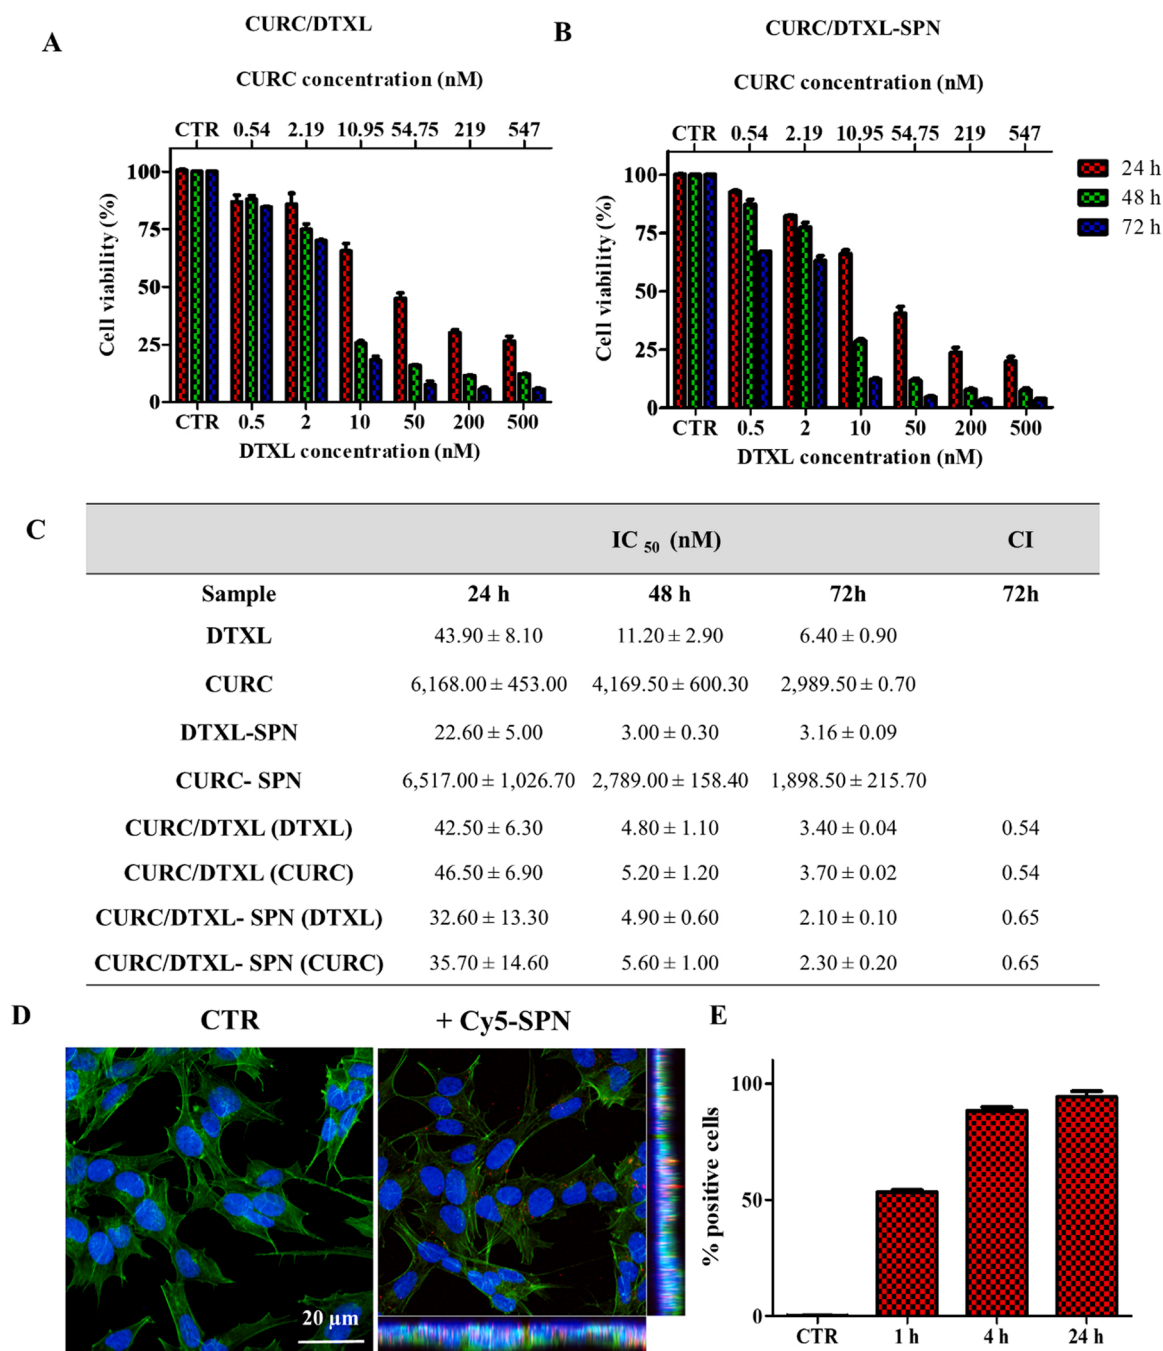 A
CURC/DTXL
CURC concentration (nM)
CTR 0.54 2.19 10.95 54.75 219 547
100
75
50
25
0
Cell viability (%)
CTR 0.5 2 10 50 200 500
DTXL concentration (nM)
B
CURC/DTXL-SPN
CURC concentration (nM)
CTR 0.54 2.19 10.95 54.75 219 547
100
75
50
25
0
Cell viability (%)
CTR 0.5 2 10 50 200 500
DTXL concentration (nM)
24 h
48 h
72 h
C
IC 50 (nM) CI
Sample 24 h 48 h 72h 72h
DTXL 43.90 ± 8.10 11.20 ± 2.90 6.40 ± 0.90
CURC 6,168.00 ± 453.00 4,169.50 ± 600.30 2,989.50 ± 0.70
DTXL-SPN 22.60 ± 5.00 3.00 ± 0.30 3.16 ± 0.09
CURC- SPN 6,517.00 ± 1,026.70 2,789.00 ± 158.40 1,898.50 ± 215.70
CURC/DTXL (DTXL) 42.50 ± 6.30 4.80 ± 1.10 3.40 ± 0.04 0.54
CURC/DTXL (CURC) 46.50 ± 6.90 5.20 ± 1.20 3.70 ± 0.02 0.54
CURC/DTXL- SPN (DTXL) 32.60 ± 13.30 4.90 ± 0.60 2.10 ± 0.10 0.65
CURC/DTXL- SPN (CURC) 35.70 ± 14.60 5.60 ± 1.00 2.30 ± 0.20 0.65
D
CTR
+ Cy5-SPN
20 µm
E
100
50
0
% positive cells
CTR 1 h 4 h 24 h